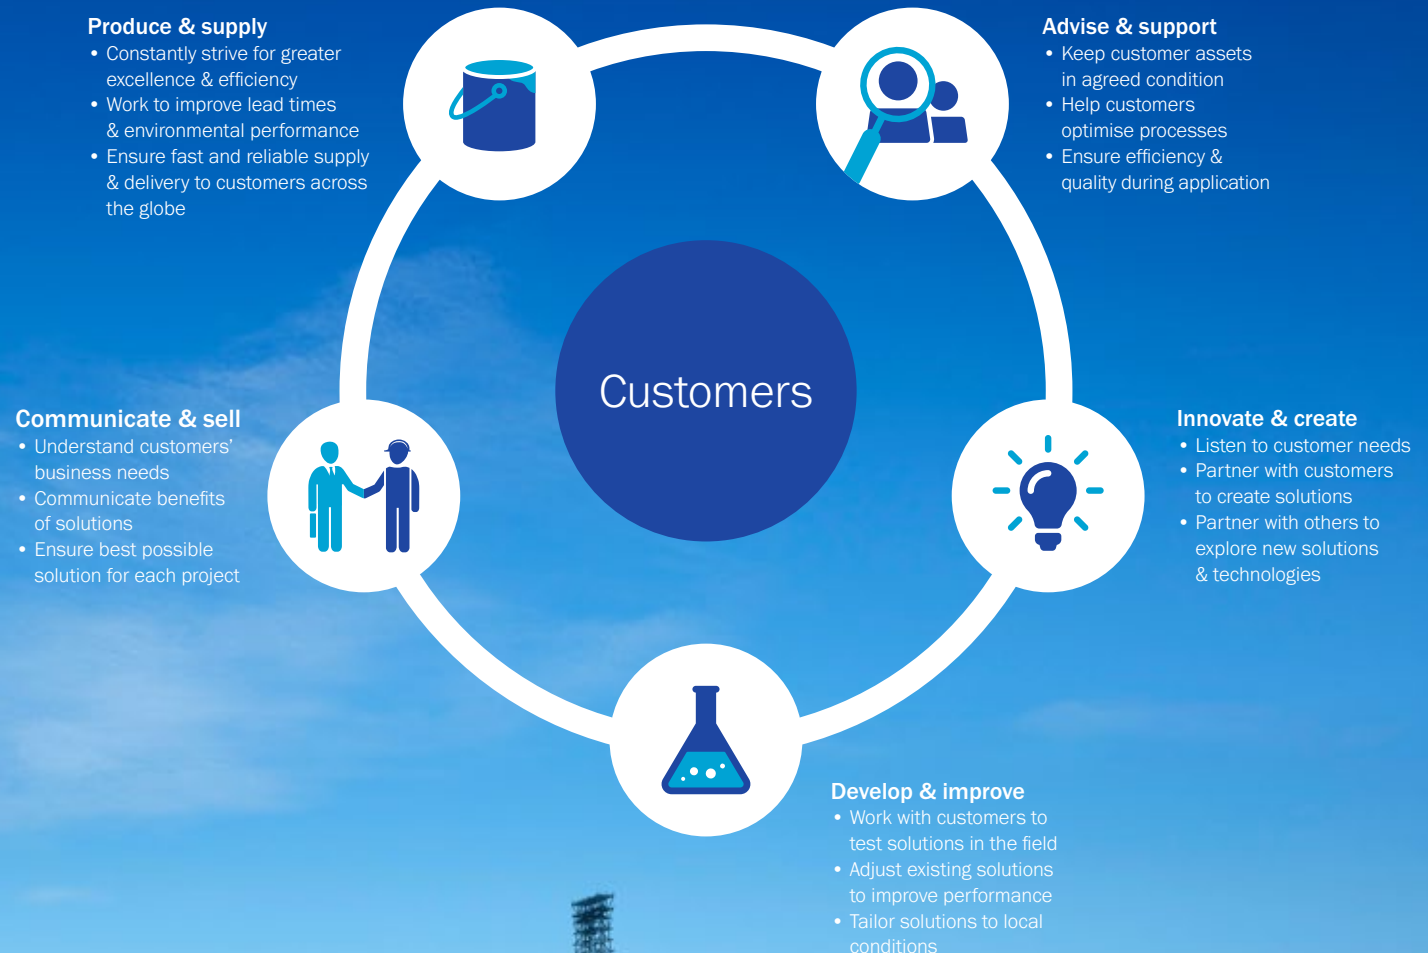 Produce & supply
• Constantly strive for greater
excellence & efficiency
• Work to improve lead times
& environmental performance
• Ensure fast and reliable supply
& delivery to customers across
the globe
Advise & support
• Keep customer assets
in agreed condition
• Help customers
optimise processes
• Ensure efficiency &
quality during application
Customers
Communicate & sell
• Understand customers’
business needs
• Communicate benefits
of solutions
• Ensure best possible
solution for each project
Innovate & create
• Listen to customer needs
• Partner with customers
to create solutions
• Partner with others to
explore new solutions
& technologies
Develop & improve
• Work with customers to
test solutions in the field
• Adjust existing solutions
to improve performance
• Tailor solutions to local
conditions